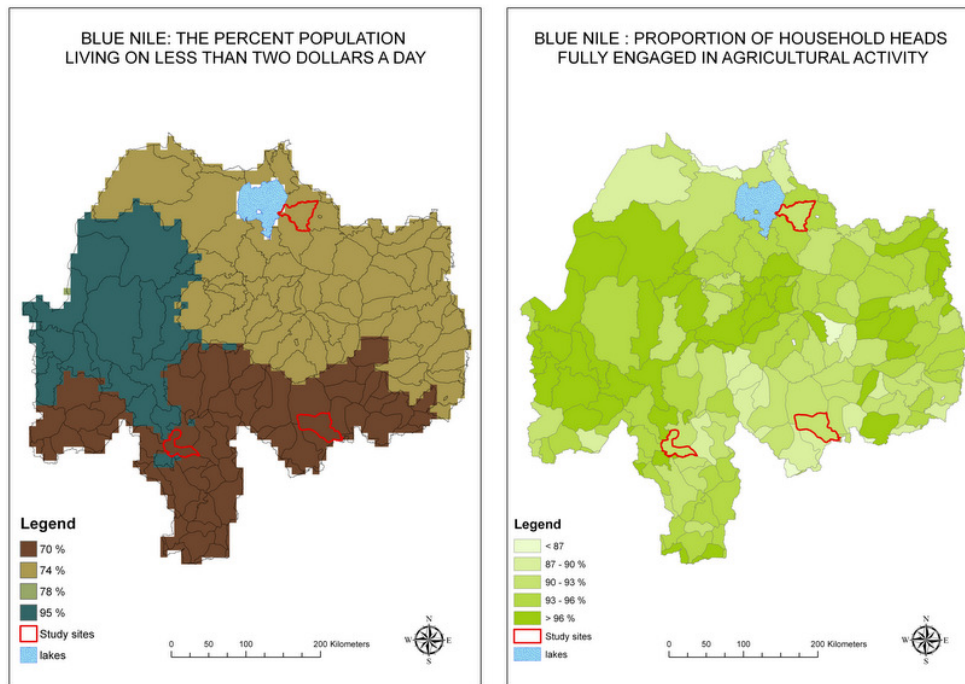 BLUE NILE: THE PERCENT POPULATION
LIVING ON LESS THAN TWO DOLLARS A DAY
Legend
70 %
74 %
78 %
95 %
Study sites
lakes
0 50 100 200 Kilometers
N
W E
S
BLUE NILE : PROPORTION OF HOUSEHOLD HEADS
FULLY ENGAGED IN AGRICULTURAL ACTIVITY
Legend
< 87
87 - 90 %
90 - 93 %
93 - 96 %
> 96 %
Study sites
lakes
0 50 100 200 Kilometers
N
W E
S